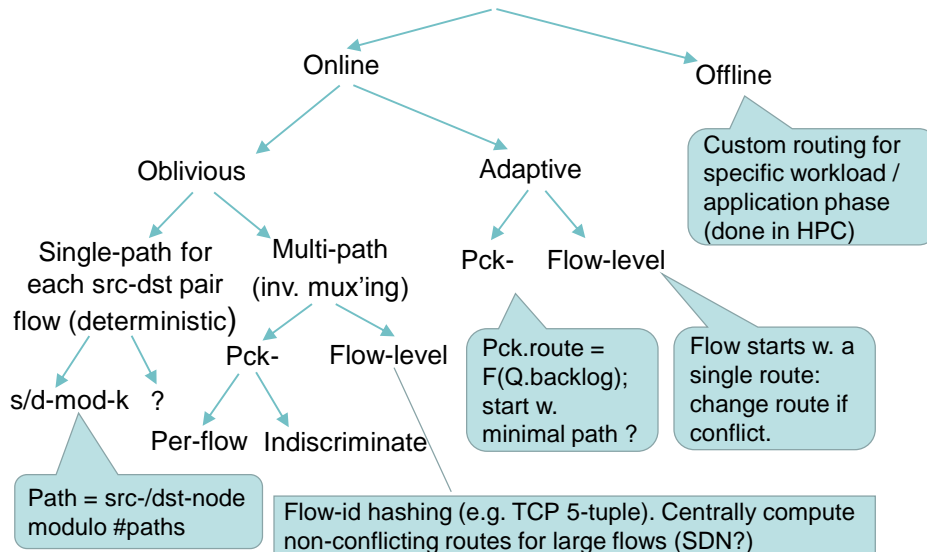 Online
Offline
Custom routing for
specific workload /
application phase
(done in HPC)
Oblivious
Adaptive
Single-path for
each src-dst pair
flow (deterministic)
Multi-path
(inv. mux'ing)
Pck-
Flow-level
Pck-
Flow-level
Pck.route =
F(Q.backlog);
start w.
minimal path ?
Flow starts w. a
single route:
change route if
conflict.
s/d-mod-k
?
Per-flow
Indiscriminate
Path = src-/dst-node
modulo #paths
Flow-id hashing (e.g. TCP 5-tuple). Centrally compute
non-conflicting routes for large flows (SDN?)